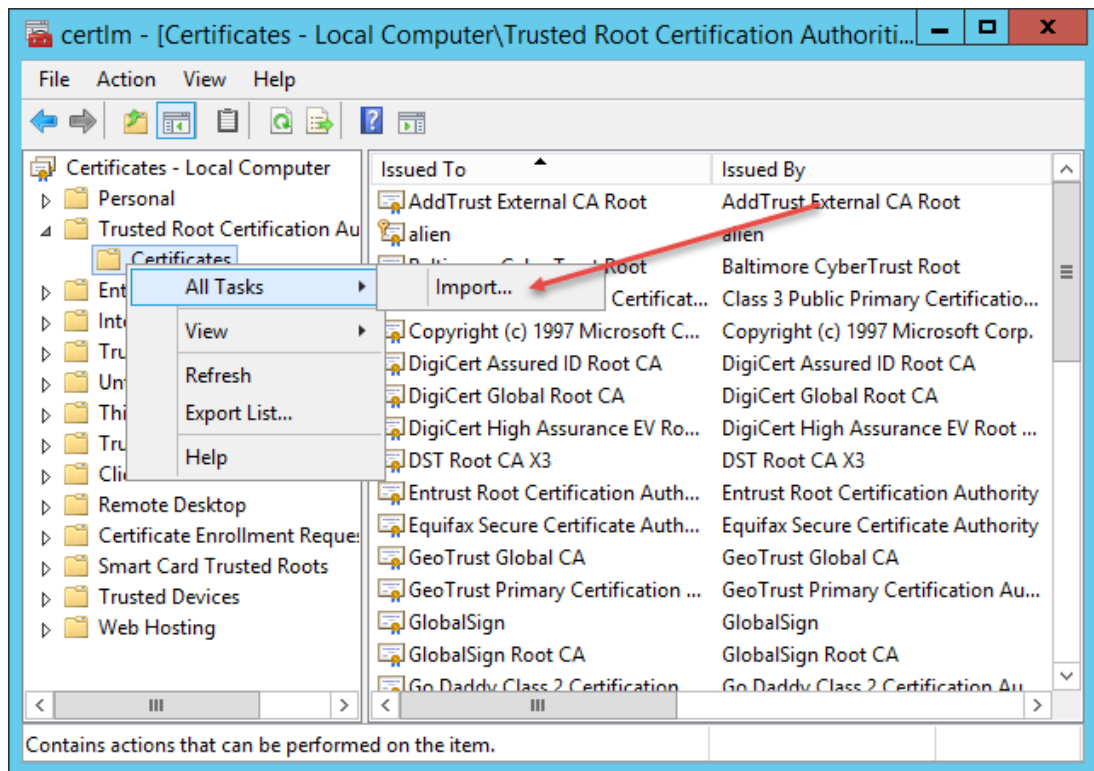 certlm - [Certificates - Local Computer\Trusted Root Certification Authoriti...
File Action View Help
Certificates - Local Computer
Personal
Trusted Root Certification Au
Certificates
Ent
Inte
Tru
Unt
Thi
Tru
Clie
Remote Desktop
Certificate Enrollment Reque
Smart Card Trusted Roots
Trusted Devices
Web Hosting
All Tasks
View
Refresh
Export List...
Help
Import...
Issued To Issued By
AddTrust External CA Root AddTrust External CA Root
alien alien
Baltimore CyberTrust Root Baltimore CyberTrust Root
Certificat... Class 3 Public Primary Certificatio...
Copyright (c) 1997 Microsoft C... Copyright (c) 1997 Microsoft Corp.
DigiCert Assured ID Root CA DigiCert Assured ID Root CA
DigiCert Global Root CA DigiCert Global Root CA
DigiCert High Assurance EV Ro... DigiCert High Assurance EV Root ...
DST Root CA X3 DST Root CA X3
Entrust Root Certification Auth... Entrust Root Certification Authority
Equifax Secure Certificate Auth... Equifax Secure Certificate Authority
GeoTrust Global CA GeoTrust Global CA
GeoTrust Primary Certification ... GeoTrust Primary Certification Au...
GlobalSign GlobalSign
GlobalSign Root CA GlobalSign Root CA
Go Daddy Class 2 Certification Go Daddy Class 2 Certification Au
Contains actions that can be performed on the item.